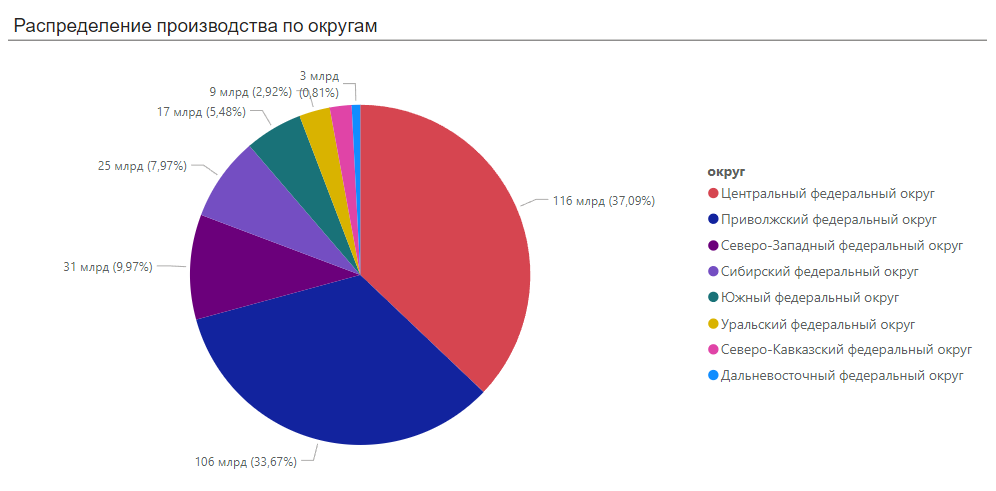 Распределение производства по округам
3 млрд
(0,81%)
9 млрд (2,92%)
17 млрд (5,48%)
25 млрд (7,97%)
31 млрд (9,97%)
106 млрд (33,67%)
116 млрд (37,09%)
округ
Центральный федеральный округ
Приволжский федеральный округ
Северо-Западный федеральный округ
Сибирский федеральный округ
Южный федеральный округ
Уральский федеральный округ
Северо-Кавказский федеральный округ
Дальневосточный федеральный округ